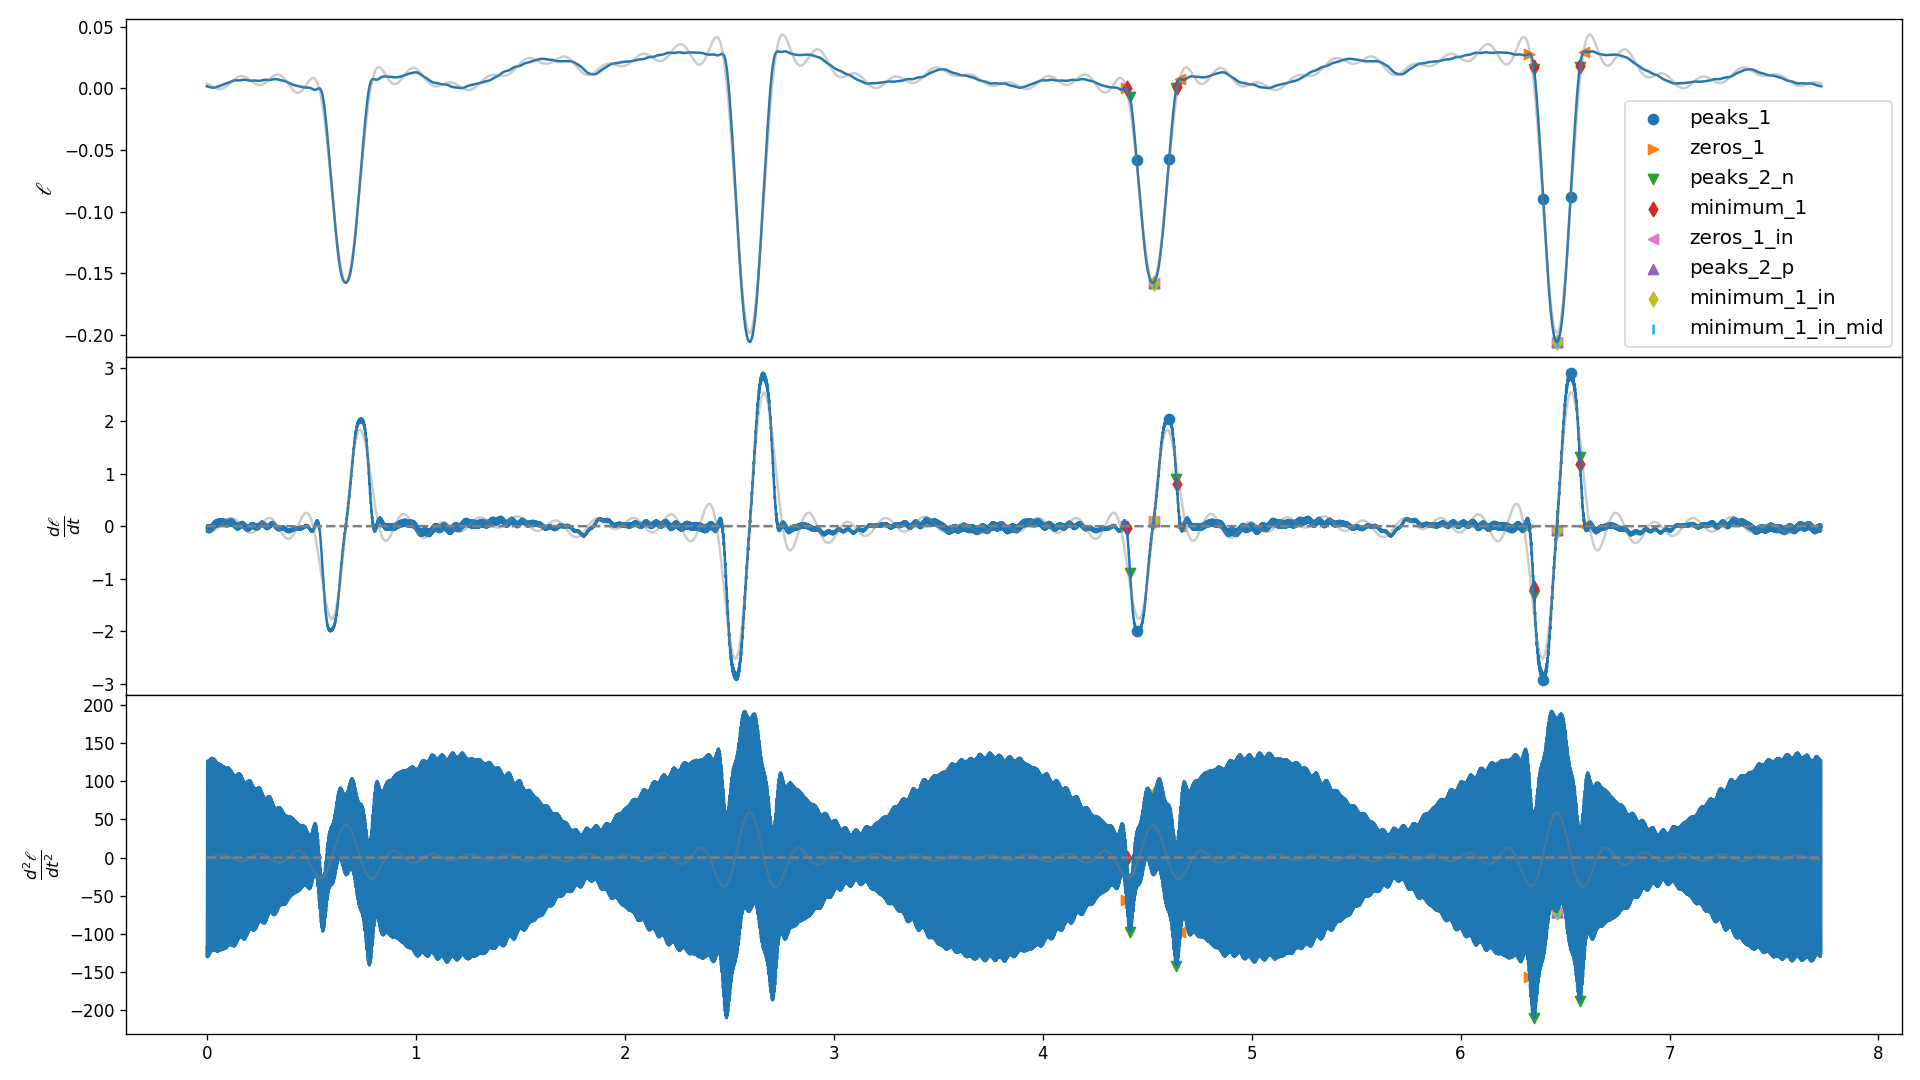 0.05
0.00
−0.05
−0.10
−0.15
−0.20
ℓ
peaks_1
zeros_1
peaks_2_n
minimum_1
zeros_1_in
peaks_2_p
minimum_1_in
minimum_1_in_mid
3
2
1
0
−1
−2
−3
dℓ
dt
200
150
100
50
0
−50
−100
−150
−200
d²ℓ
dt²
0 1 2 3 4 5 6 7 8